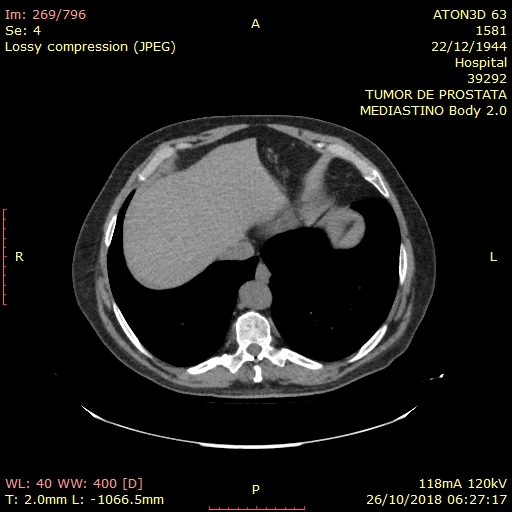 Im: 269/796
Se: 4
Lossy compression (JPEG)
A
ATON3D 63
1581
22/12/1944
Hospital
39292
TUMOR DE PROSTATA
MEDIASTINO Body 2.0
R
L
WL: 40 WW: 400 [D]
T: 2.0mm L: -1066.5mm
P
118mA 120kV
26/10/2018 06:27:17